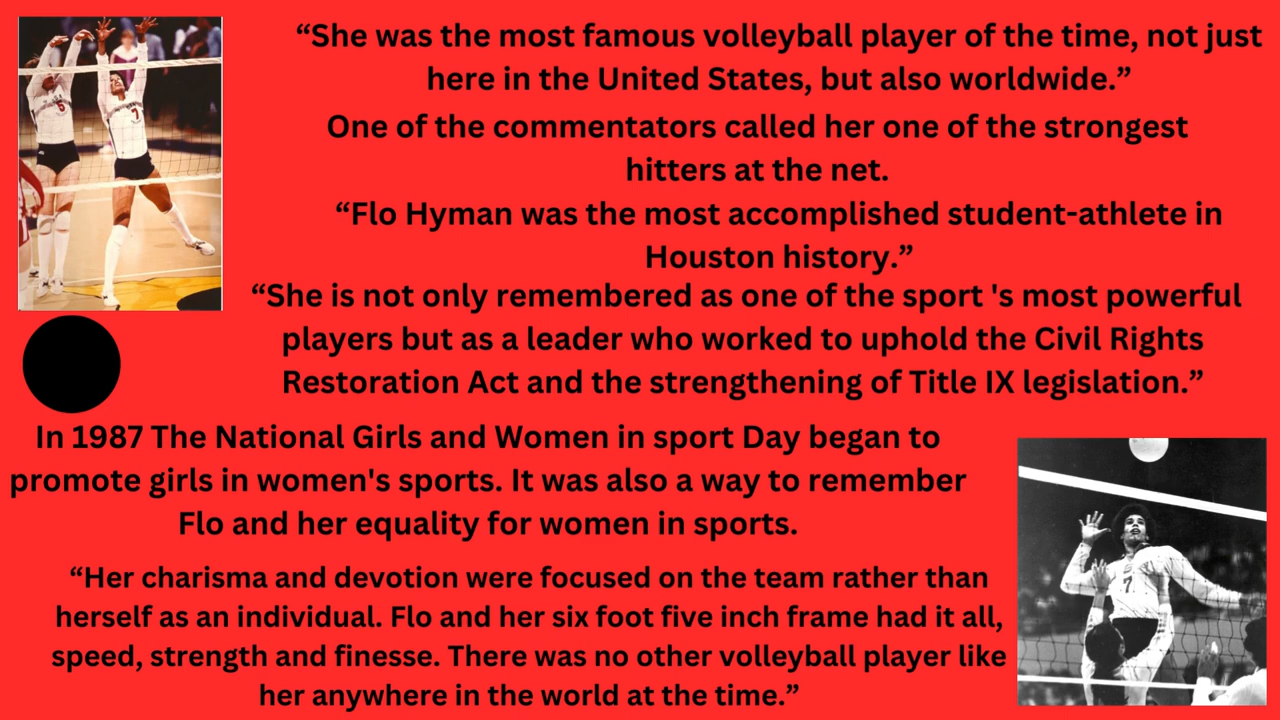 “She was the most famous volleyball player of the time, not just
here in the United States, but also worldwide.”
One of the commentators called her one of the strongest
hitters at the net.
“Flo Hyman was the most accomplished student-athlete in
Houston history.”
“She is not only remembered as one of the sport 's most powerful
players but as a leader who worked to uphold the Civil Rights
Restoration Act and the strengthening of Title IX legislation.”
In 1987 The National Girls and Women in sport Day began to
promote girls in women's sports. It was also a way to remember
Flo and her equality for women in sports.
“Her charisma and devotion were focused on the team rather than
herself as an individual. Flo and her six foot five inch frame had it all,
speed, strength and finesse. There was no other volleyball player like
her anywhere in the world at the time.”
5
7
7